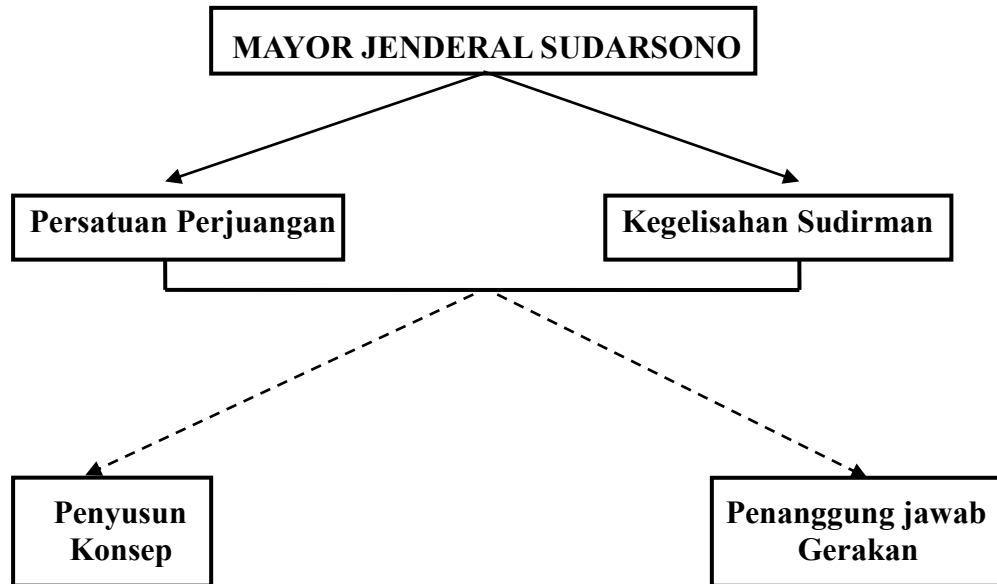 MAYOR JENDERAL SUDARSONO
Persatuan Perjuangan
Kegelisahan Sudirman
Penyusun
Konsep
Penanggung jawab
Gerakan